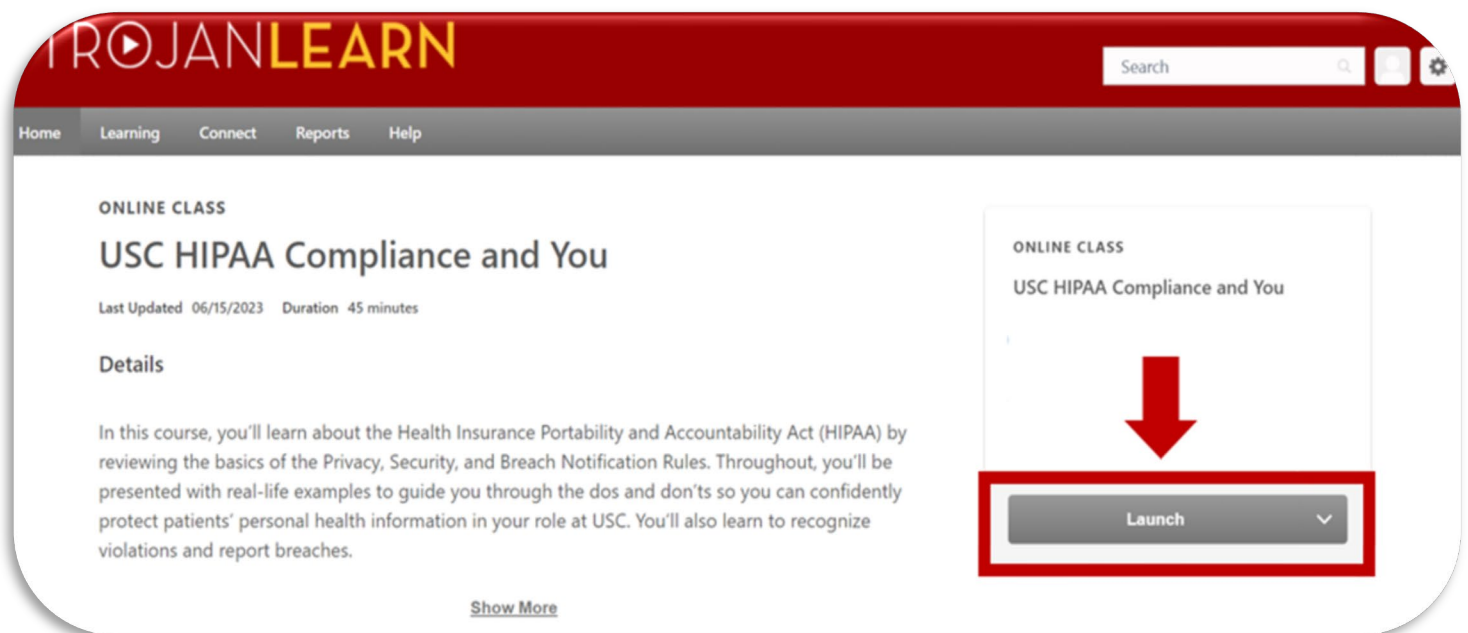 TROJANLEARN
Search
Home Learning Connect Reports Help
ONLINE CLASS
USC HIPAA Compliance and You
Last Updated 06/15/2023 Duration 45 minutes
Details
In this course, you'll learn about the Health Insurance Portability and Accountability Act (HIPAA) by
reviewing the basics of the Privacy, Security, and Breach Notification Rules. Throughout, you'll be
presented with real-life examples to guide you through the dos and don'ts so you can confidently
protect patients' personal health information in your role at USC. You'll also learn to recognize
violations and report breaches.
Show More
ONLINE CLASS
USC HIPAA Compliance and You
Launch